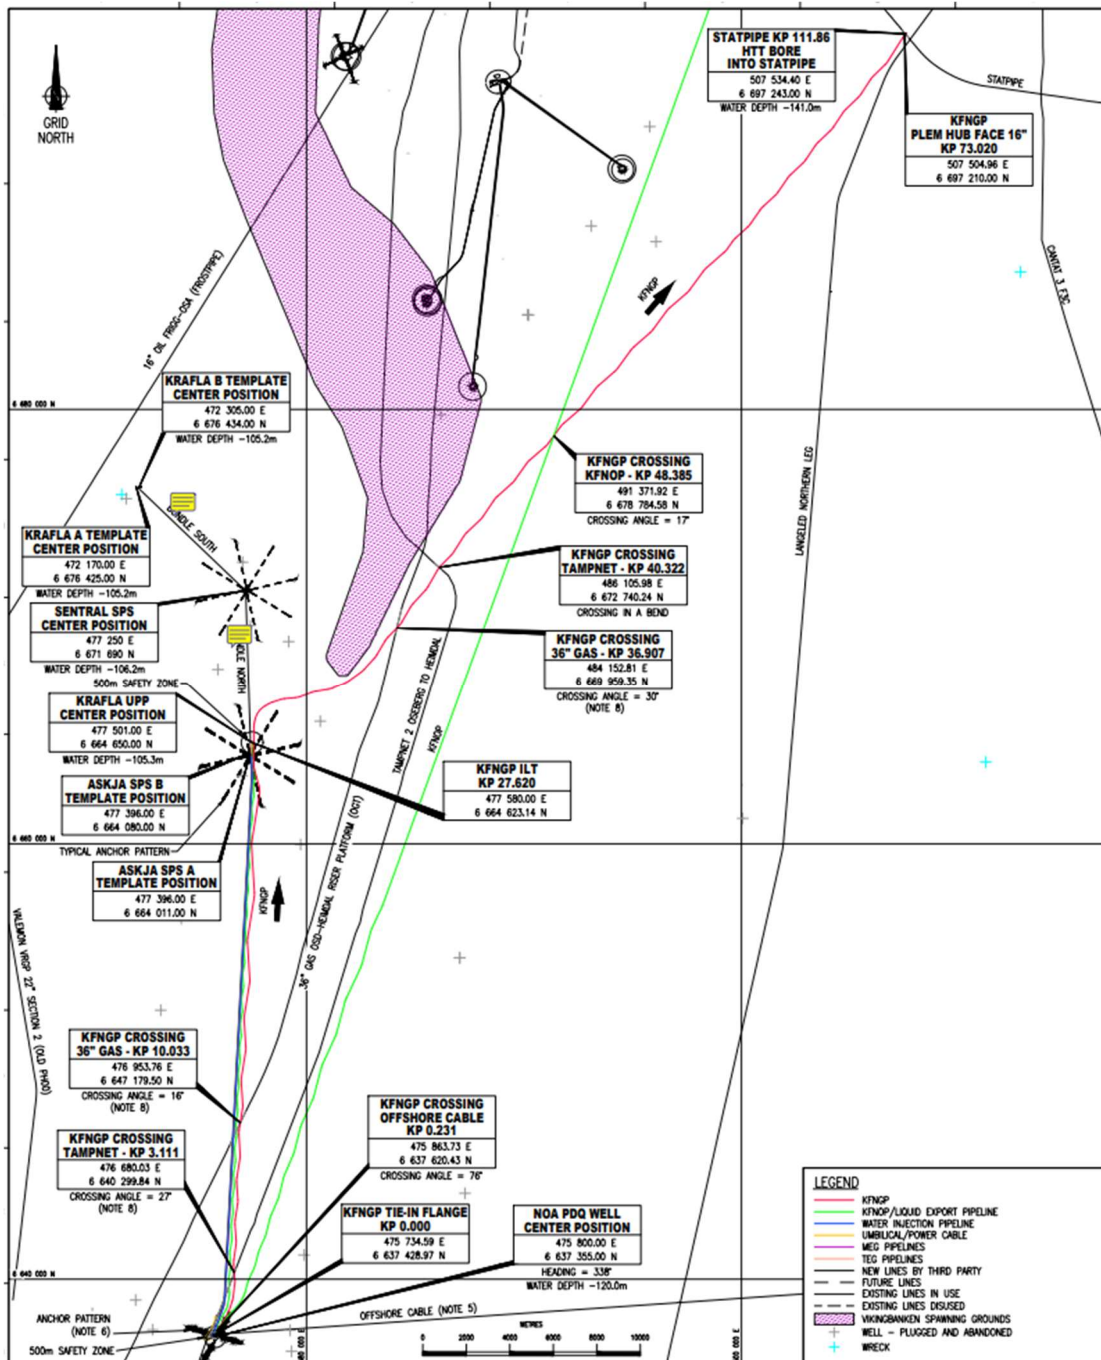 GRID
NORTH
STATPIPE KP 111.86
HTT BORE
INTO STATPIPE
507 534.40 E
6 697 243.00 N
WATER DEPTH -141.0m
STATPIPE
KFNGP
PLEM HUB FACE 16"
KP 73.020
507 504.96 E
6 697 210.00 N
CANTAT 3 F3C
16" OIL FRIGG-OSA (FROSTPIPE)
KFNGP
KRAFLA B TEMPLATE
CENTER POSITION
472 305.00 E
6 676 434.00 N
WATER DEPTH -105.2m
6 680 000 N
KFNGP CROSSING
KFNOP - KP 48.385
491 371.92 E
6 678 784.58 N
CROSSING ANGLE = 17°
LANGELED NORTHERN LEG
SOUTH
KRAFLA A TEMPLATE
CENTER POSITION
472 170.00 E
6 676 425.00 N
WATER DEPTH -105.2m
KFNGP CROSSING
TAMPNET - KP 40.322
486 105.98 E
6 672 740.24 N
CROSSING IN A BEND
SENTRAL SPS
CENTER POSITION
477 250 E
6 671 690 N
WATER DEPTH -106.2m
NORTH
KFNGP CROSSING
36" GAS - KP 36.907
484 152.81 E
6 669 959.35 N
CROSSING ANGLE = 30°
(NOTE 8)
500m SAFETY ZONE
KRAFLA UPP
CENTER POSITION
477 501.00 E
6 664 650.00 N
WATER DEPTH -105.3m
TAMPNET 2 OSEBERG TO HEIMDAL
KFNOP
KFNGP ILT
KP 27.620
477 580.00 E
6 664 623.14 N
ASKJA SPS B
TEMPLATE POSITION
477 396.00 E
6 664 080.00 N
6 660 000 N
TYPICAL ANCHOR PATTERN
ASKJA SPS A
TEMPLATE POSITION
477 396.00 E
6 664 011.00 N
KFNGP
36" GAS OSD-HEIMDAL RISER PLATFORM (OGT)
VALEMON VRGP 22" SECTION 2 (OLD PH00)
KFNGP CROSSING
36" GAS - KP 10.033
476 953.76 E
6 647 179.50 N
CROSSING ANGLE = 16°
(NOTE 8)
KFNGP CROSSING
OFFSHORE CABLE
KP 0.231
475 863.73 E
6 637 620.43 N
CROSSING ANGLE = 76°
KFNGP CROSSING
TAMPNET - KP 3.111
476 680.03 E
6 640 299.84 N
CROSSING ANGLE = 27°
(NOTE 8)
KFNGP TIE-IN FLANGE
KP 0.000
475 734.59 E
6 637 428.97 N
NOA PDQ WELL
CENTER POSITION
475 800.00 E
6 637 355.00 N
HEADING = 338°
WATER DEPTH -120.0m
6 640 000 N
ANCHOR PATTERN
(NOTE 6)
500m SAFETY ZONE
OFFSHORE CABLE (NOTE 5)
METRES
0 2000 4000 6000 8000 10000
LEGEND
KFNGP
KFNOP/LIQUID EXPORT PIPELINE
WATER INJECTION PIPELINE
UMBILICAL/POWER CABLE
MEG PIPELINES
TEG PIPELINES
NEW LINES BY THIRD PARTY
FUTURE LINES
EXISTING LINES IN USE
EXISTING LINES DISUSED
VIKINGBANKEN SPAWNING GROUNDS
WELL - PLUGGED AND ABANDONED
WRECK